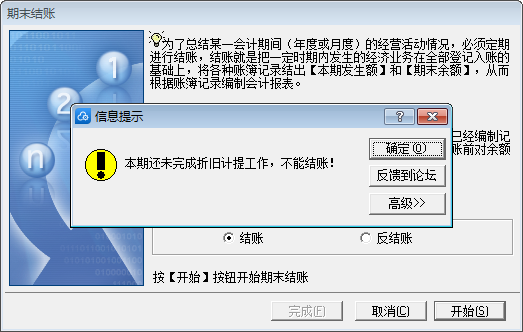 期末结账
为了总结某一会计期间（年度或月度）的经营活动情况，必须定期
进行结账，结账就是把一定时期内发生的经济业务在全部登记入账的
基础上，将各种账簿记录结出【本期发生额】和【期末余额】，从而
根据账簿记录编制会计报表。
信息提示
已经编制记
账前对余额
本期还未完成折旧计提工作，不能结账！
确定(O)
反馈到论坛
高级>>
1
2
n
结账
反结账
按【开始】按钮开始期末结账
完成(F)
取消(C)
开始(S)